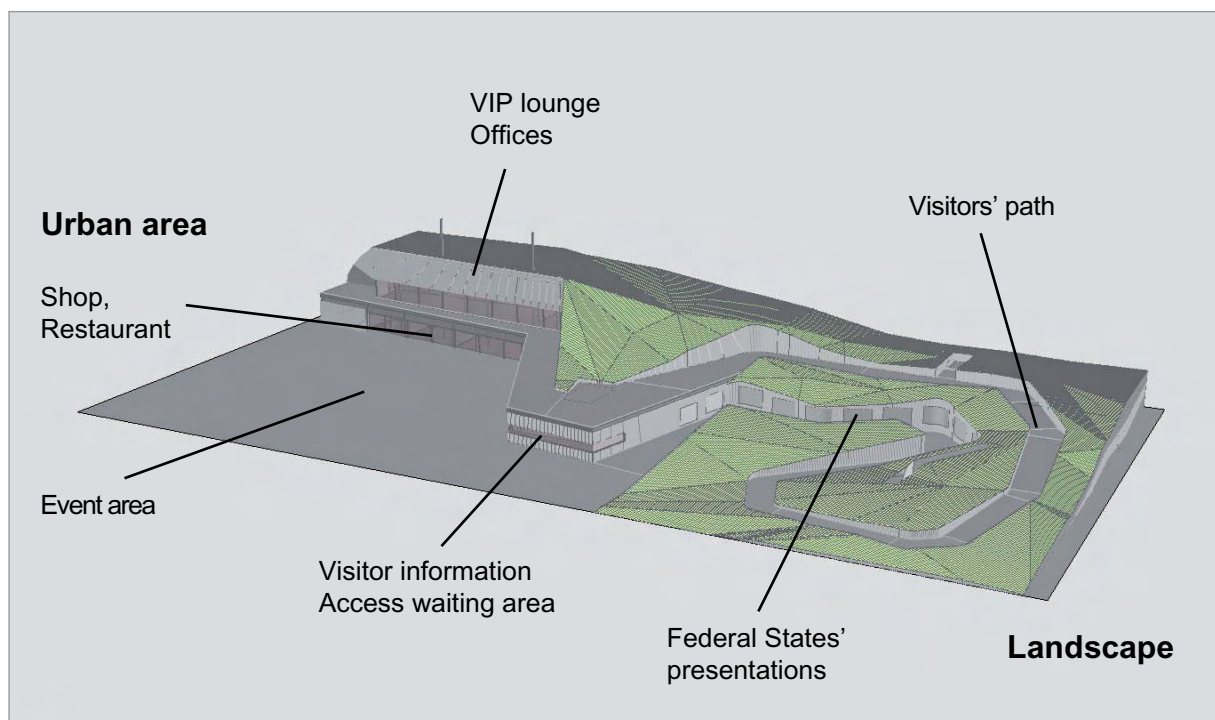 VIP lounge
Offices
Visitors’ path
Urban area
Shop,
Restaurant
Event area
Visitor information
Access waiting area
Federal States’
presentations
Landscape